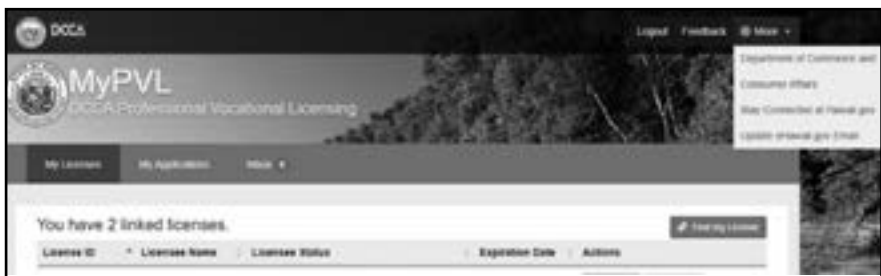 DCCA
Logout Feedback More
Department of Commerce and
Consumer Affairs
Stay Connected at Hawaii.gov
Update eHawaii.gov Email
MyPVL
DCCA Professional Vocational Licensing
My Licenses My Applications More
You have 2 linked licenses.
Find My License
License ID Licensee Name Licensee Status Expiration Date Actions